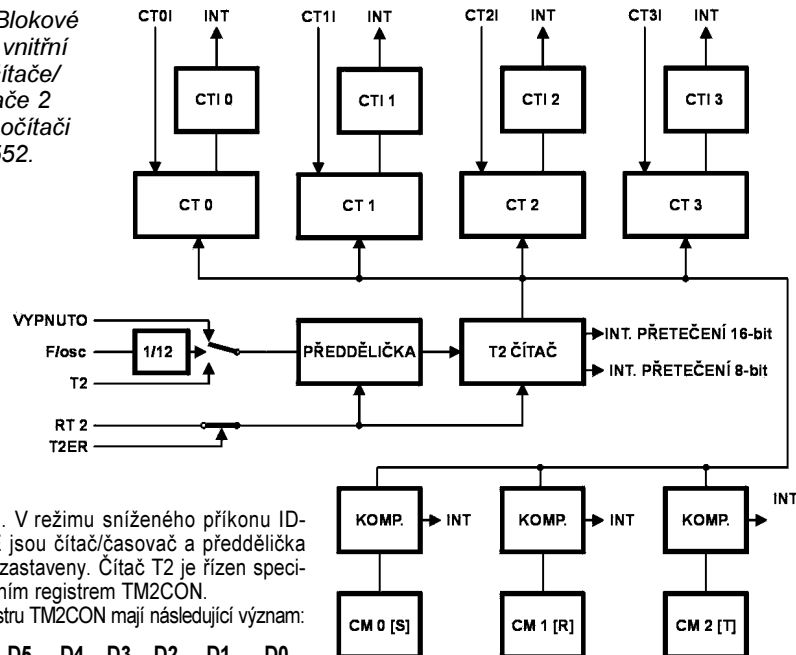 Blokové
vnitřní
ítače/
ače 2
očítači
552.
CT0I INT CT1I INT CT2I INT CT3I INT
CTI 0 CTI 1 CTI 2 CTI 3
CT 0 CT 1 CT 2 CT 3
VYPNUTO
F/osc 1/12 PŘEDDĚLIČKA T2 ČÍTAČ INT. PŘETEČENÍ 16-bit
T2 INT. PŘETEČENÍ 8-bit
RT 2
T2ER
KOMP. INT KOMP. INT KOMP. INT
CM 0 [S] CM 1 [R] CM 2 [T]
. V režimu sníženého příkonu ID-
E jsou čítač/časovač a předdělička
zastaveny. Čítač T2 je řízen speci-
ním registrem TM2CON.
stru TM2CON mají následující význam:
D5 D4 D3 D2 D1 D0